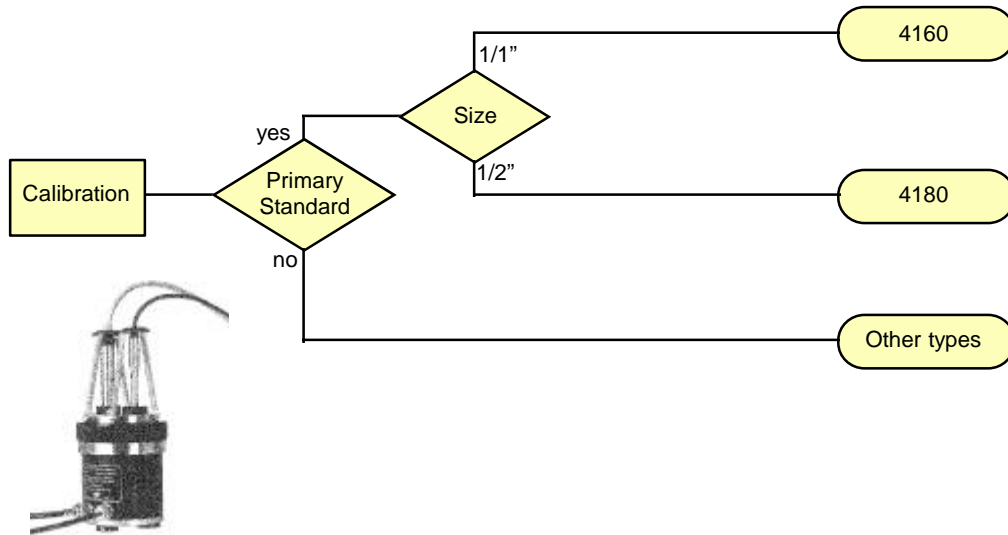 4160
1/1”
Size
yes
1/2”
Calibration
Primary
Standard
4180
no
Other types